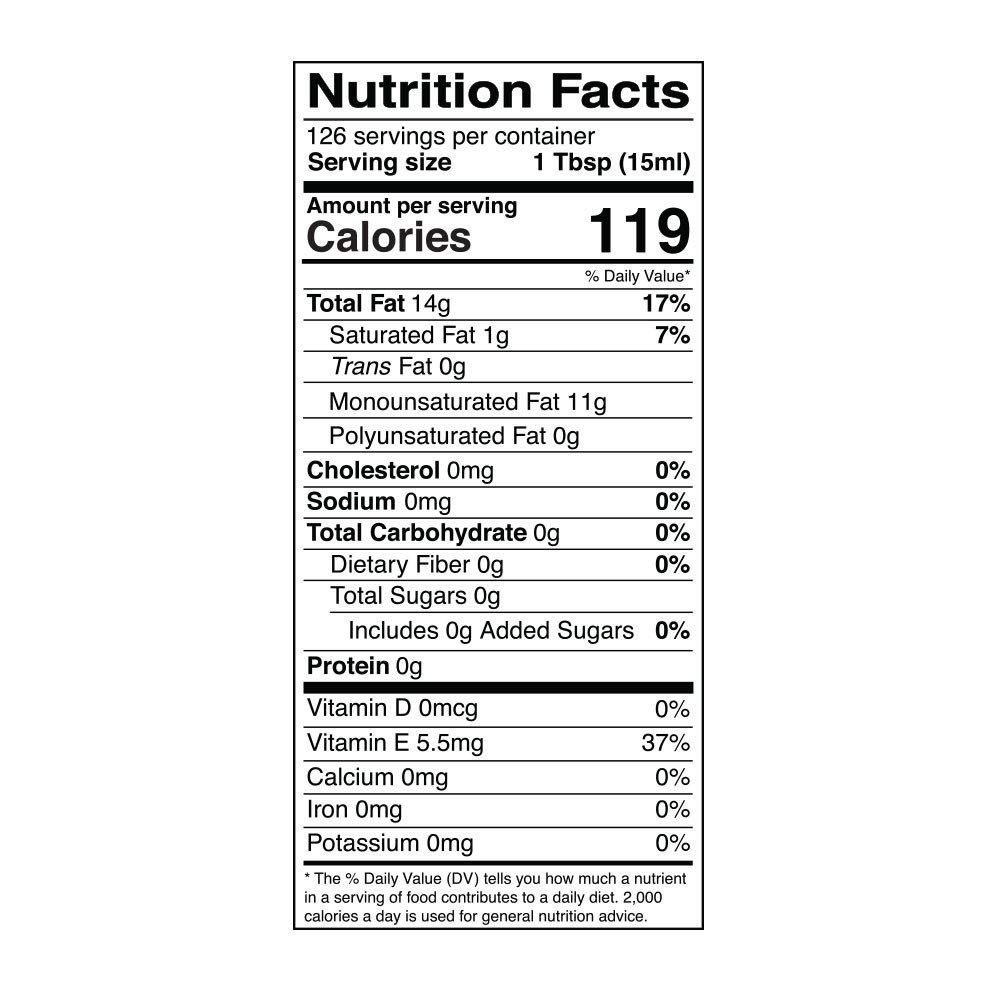 Nutrition Facts
126 servings per container
Serving size 1 Tbsp (15ml)
Amount per serving
Calories 119
% Daily Value*
Total Fat 14g 17%
Saturated Fat 1g 7%
Trans Fat 0g
Monounsaturated Fat 11g
Polyunsaturated Fat 0g
Cholesterol 0mg 0%
Sodium 0mg 0%
Total Carbohydrate 0g 0%
Dietary Fiber 0g 0%
Total Sugars 0g
Includes 0g Added Sugars 0%
Protein 0g
Vitamin D 0mcg 0%
Vitamin E 5.5mg 37%
Calcium 0mg 0%
Iron 0mg 0%
Potassium 0mg 0%
* The % Daily Value (DV) tells you how much a nutrient
in a serving of food contributes to a daily diet. 2,000
calories a day is used for general nutrition advice.